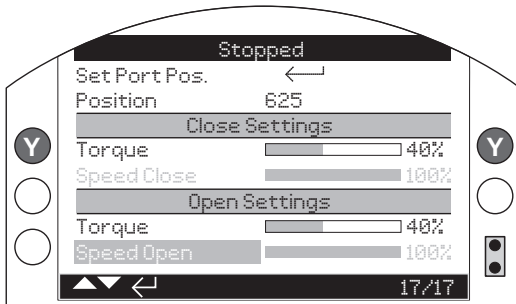 Stopped
Set Port Pos.
Position 625
Close Settings
Y Torque 40% Y
Speed Close 100%
Open Settings
Torque 40%
Speed Open 100%
17/17